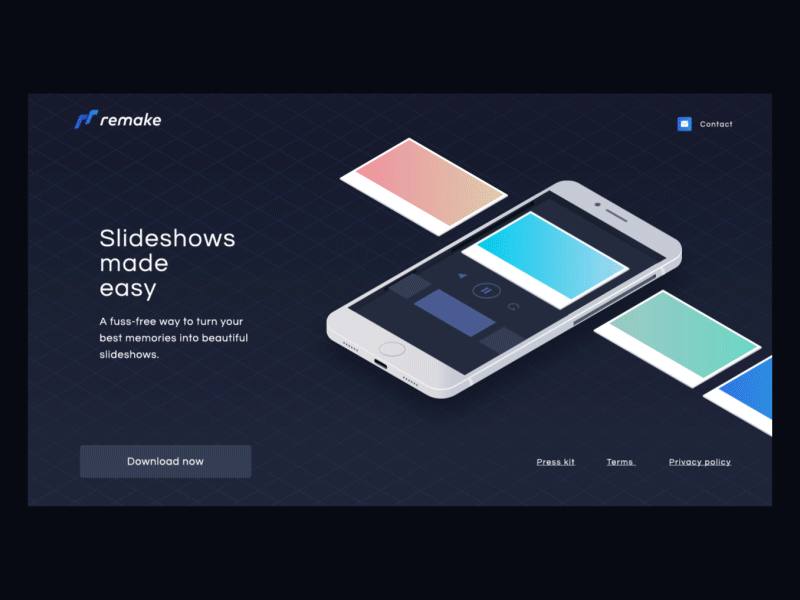 remake
Contact
Slideshows
made
easy
A fuss-free way to turn your
best memories into beautiful
slideshows.
Download now
Press kit
Terms
Privacy policy